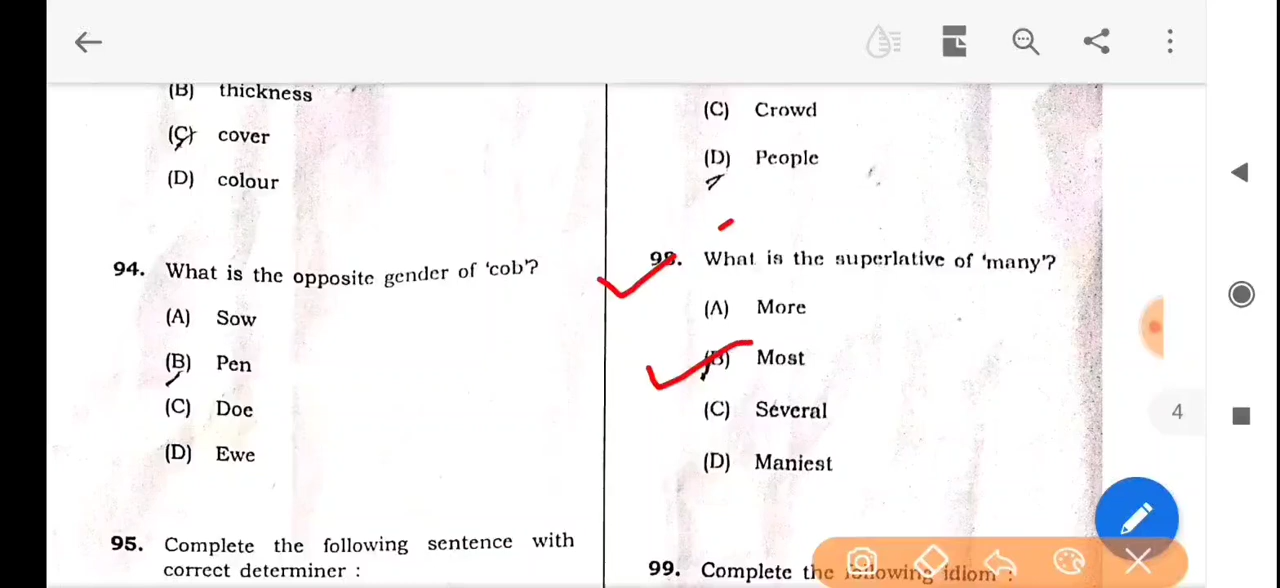 (B) thickness
(C) cover
(D) colour
94. What is the opposite gender of 'cob'?
(A) Sow
(B) Pen
(C) Doe
(D) Ewe
95. Complete the following sentence with
correct determiner :
(C) Crowd
(D) People
98. What is the superlative of 'many'?
(A) More
(B) Most
(C) Several
(D) Maniest
99. Complete the following idiom :
4